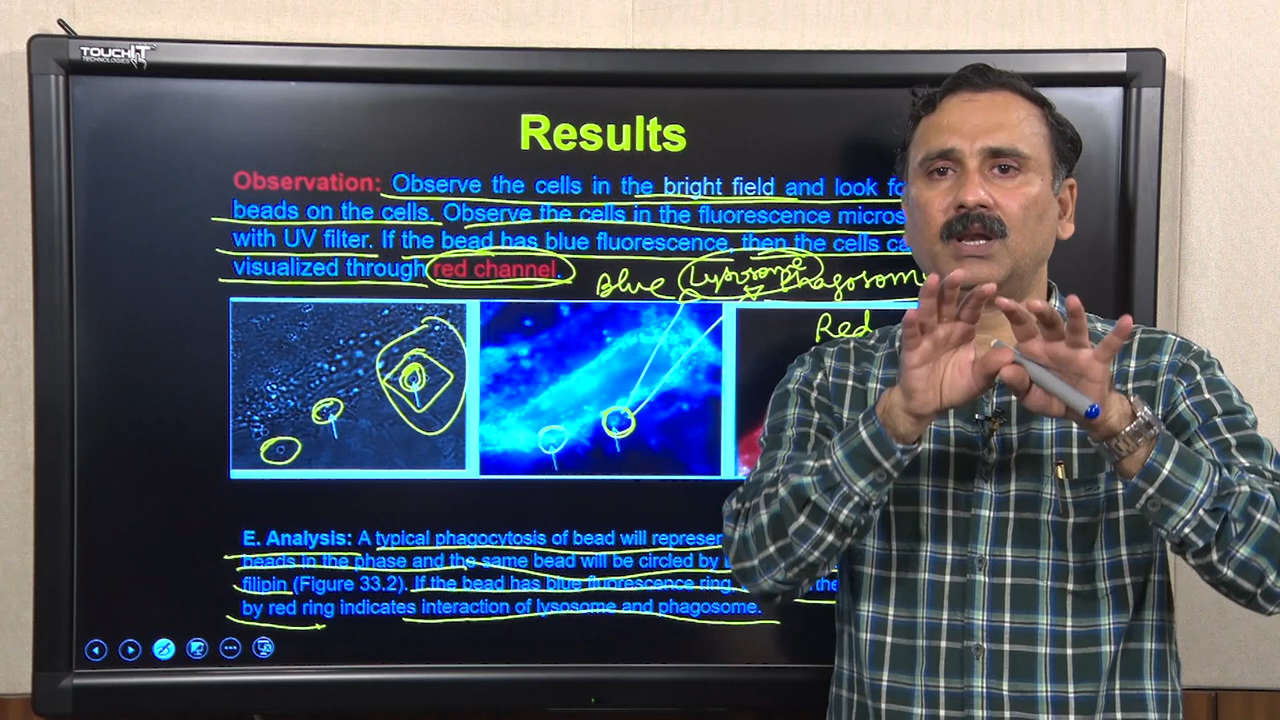 TOUCHIT
TECHNOLOGIES
Results
Observation: Observe the cells in the bright field and look fo
beads on the cells. Observe the cells in the fluorescence micros
with UV filter. If the bead has blue fluorescence, then the cells ca
visualized through red channel.
Blue Lysosome Phagosom
Red
E. Analysis: A typical phagocytosis of bead will represen
beads in the phase and the same bead will be circled by
filipin (Figure 33.2). If the bead has blue fluorescence ring, the
by red ring indicates interaction of lysosome and phagosome.